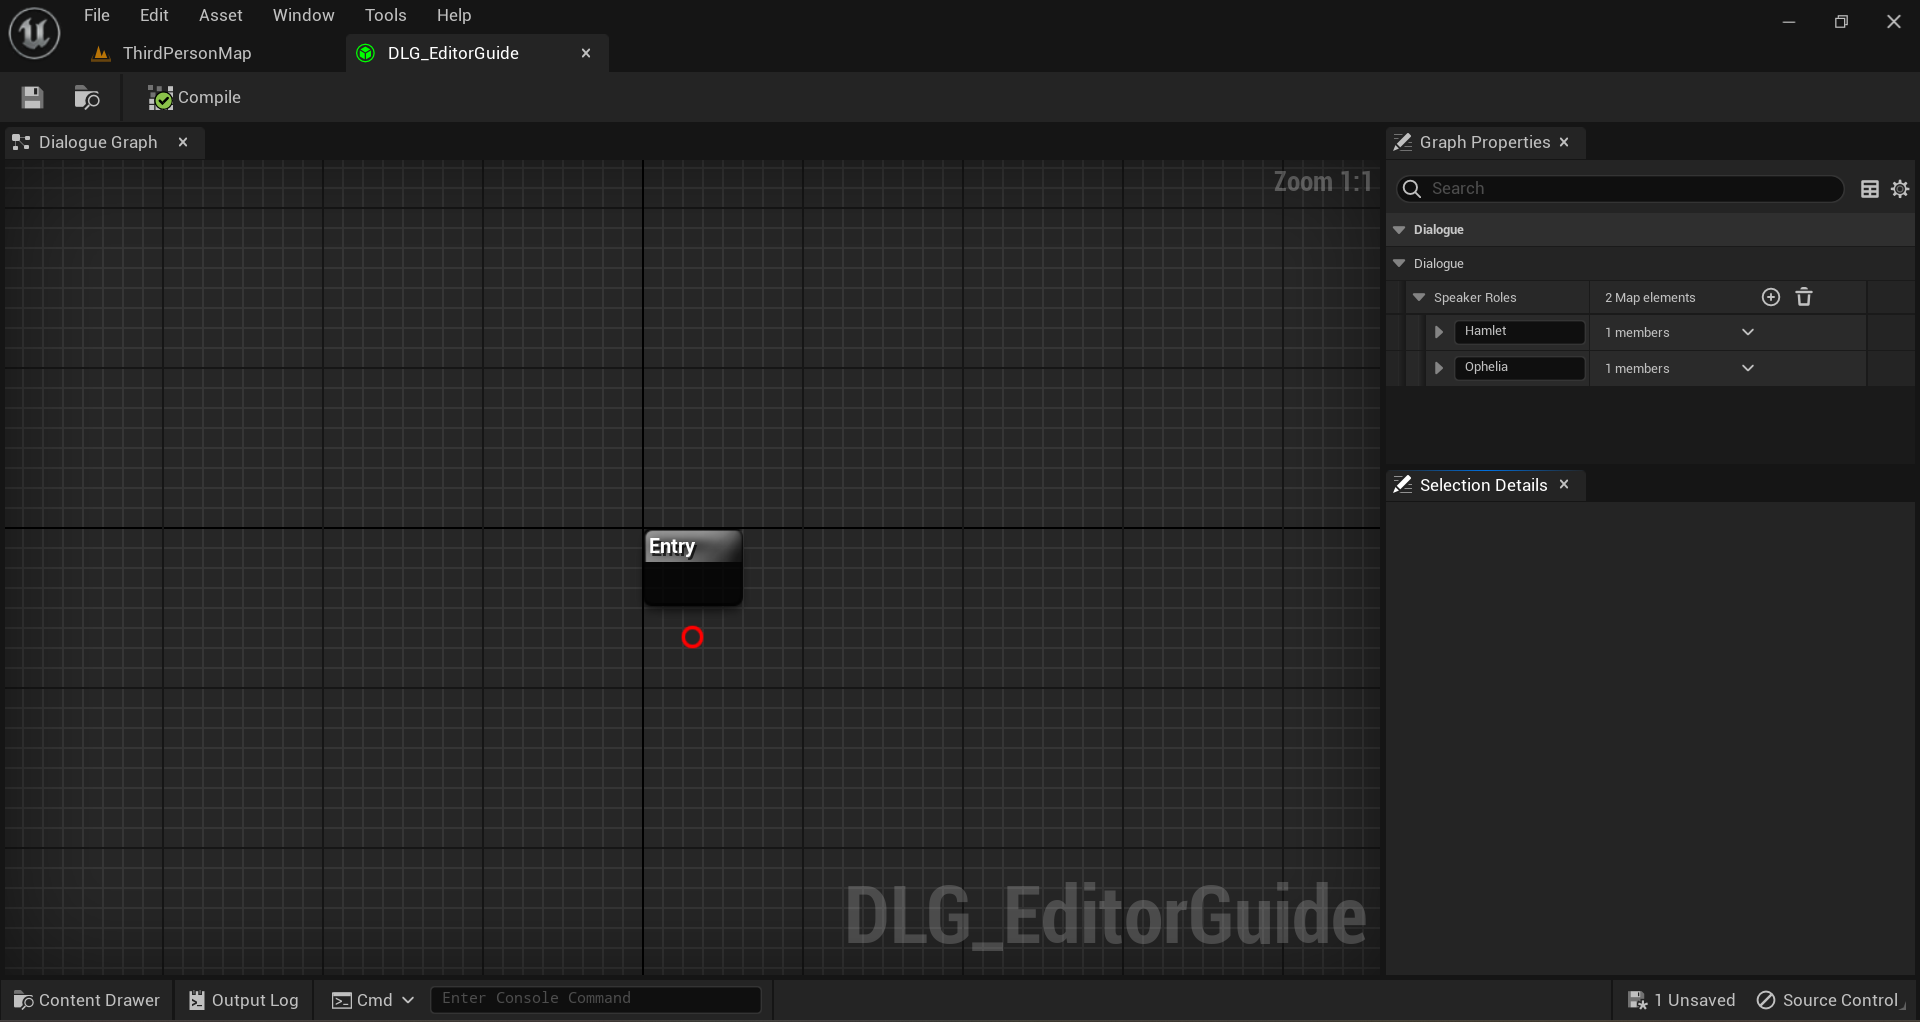 File Edit Asset Window Tools Help
ThirdPersonMap
DLG_EditorGuide
Compile
Dialogue Graph
Zoom 1:1
Entry
DLG_EditorGuide
Graph Properties
Search
Dialogue
Dialogue
Speaker Roles 2 Map elements
Hamlet 1 members
Ophelia 1 members
Selection Details
Content Drawer Output Log Cmd Enter Console Command 1 Unsaved Source Control